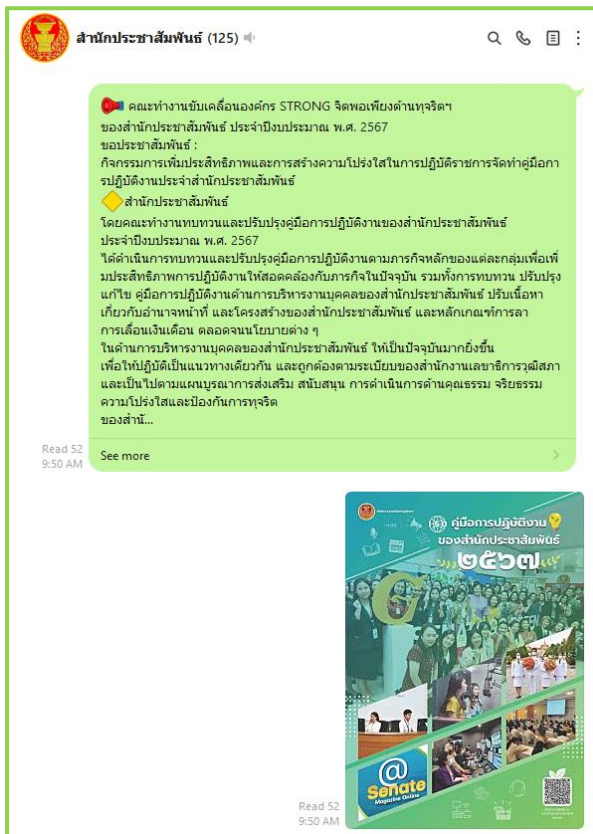 สำนักประชาสัมพันธ์ (125)
คณะทำงานขับเคลื่อนองค์กร STRONG จิตพอเพียงต้านทุจริตฯ
ของสำนักประชาสัมพันธ์ ประจำปีงบประมาณ พ.ศ. 2567
ขอประชาสัมพันธ์ :
กิจกรรมการเพิ่มประสิทธิภาพและการสร้างความโปร่งใสในการปฏิบัติราชการจัดทำคู่มือกา
รปฏิบัติงานประจำสำนักประชาสัมพันธ์
สำนักประชาสัมพันธ์
โดยคณะทำงานทบทวนและปรับปรุงคู่มือการปฏิบัติงานของสำนักประชาสัมพันธ์
ประจำปีงบประมาณ พ.ศ. 2567
ได้ดำเนินการทบทวนและปรับปรุงคู่มือการปฏิบัติงานตามภารกิจหลักของแต่ละกลุ่มเพื่อเพิ่
มประสิทธิภาพการปฏิบัติงานให้สอดคล้องกับภารกิจในปัจจุบัน รวมทั้งการทบทวน ปรับปรุง
แก้ไข คู่มือการปฏิบัติงานด้านการบริหารงานบุคคลของสำนักประชาสัมพันธ์ ปรับเนื้อหา
เกี่ยวกับอำนาจหน้าที่ และโครงสร้างของสำนักประชาสัมพันธ์ และหลักเกณฑ์การลา
การเลื่อนเงินเดือน ตลอดจนนโยบายต่าง ๆ
ในด้านการบริหารงานบุคคลของสำนักประชาสัมพันธ์ ให้เป็นปัจจุบันมากยิ่งขึ้น
เพื่อให้ปฏิบัติเป็นแนวทางเดียวกัน และถูกต้องตามระเบียบของสำนักงานเลขาธิการวุฒิสภา
และเป็นไปตามแผนบูรณาการส่งเสริม สนับสนุน การดำเนินการด้านคุณธรรม จริยธรรม
ความโปร่งใสและป้องกันการทุจริต
ของสำนั...
See more
Read 52
9:50 AM
คู่มือการปฏิบัติงาน
ของสำนักประชาสัมพันธ์
๒๕๖๗
@
Senate
Magazine Online
Read 52
9:50 AM